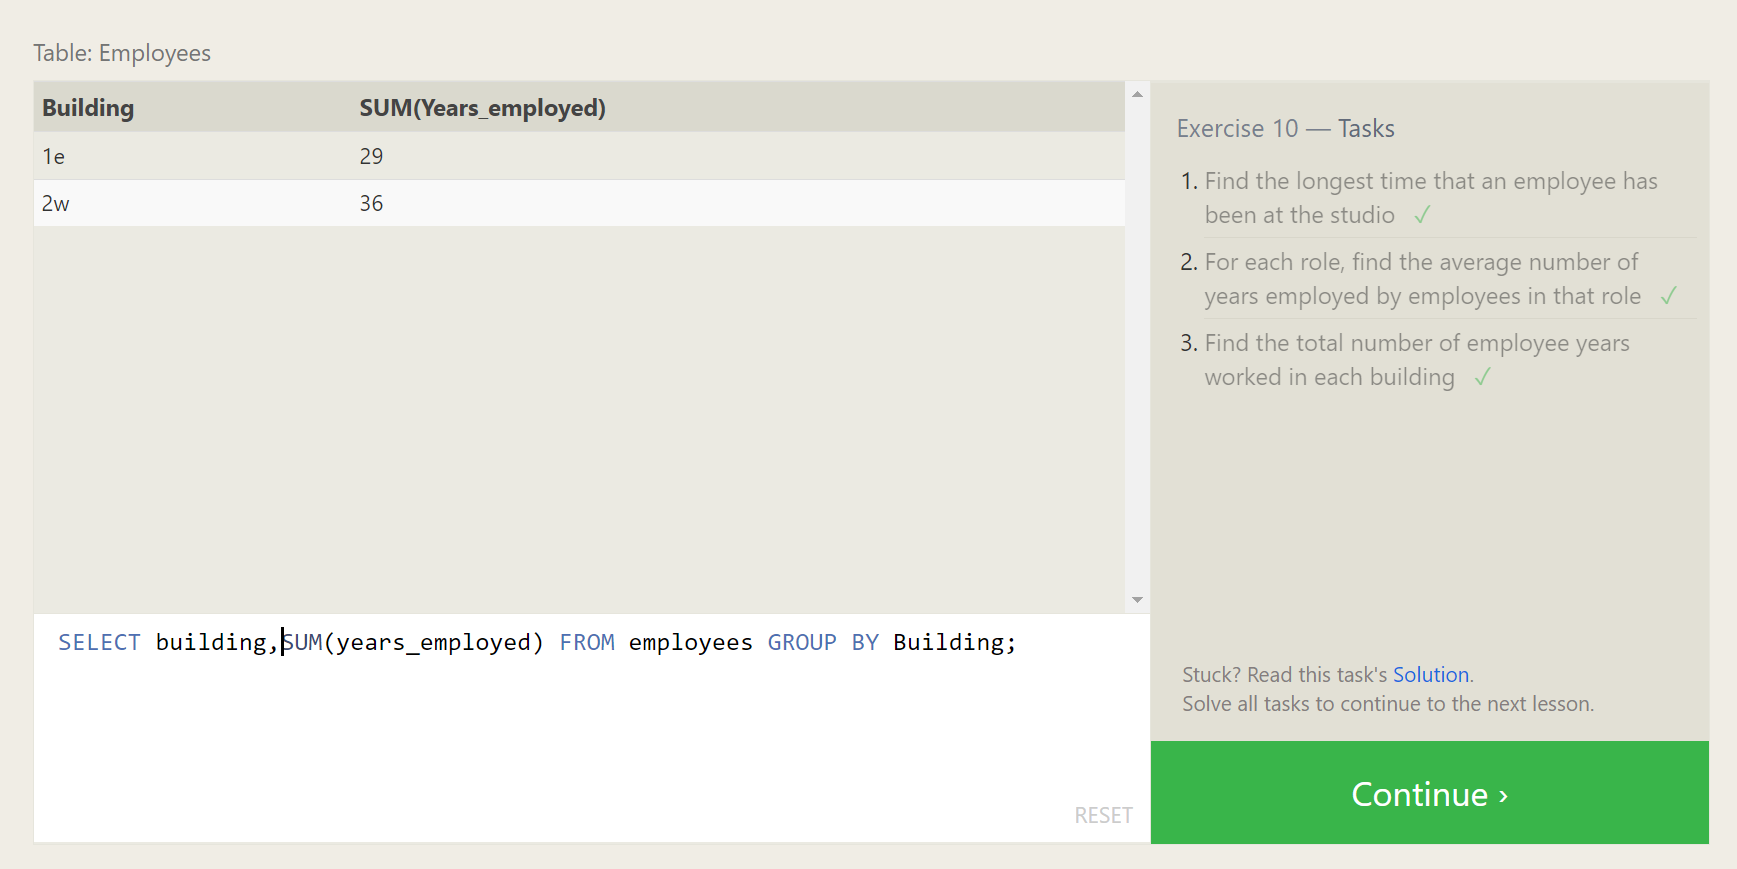 Table: Employees
Building SUM(Years_employed)
1e 29
2w 36
SELECT building,SUM(years_employed) FROM employees GROUP BY Building;
RESET
Exercise 10 — Tasks
1. Find the longest time that an employee has
been at the studio ✓
2. For each role, find the average number of
years employed by employees in that role ✓
3. Find the total number of employee years
worked in each building ✓
Stuck? Read this task's Solution.
Solve all tasks to continue to the next lesson.
Continue ›